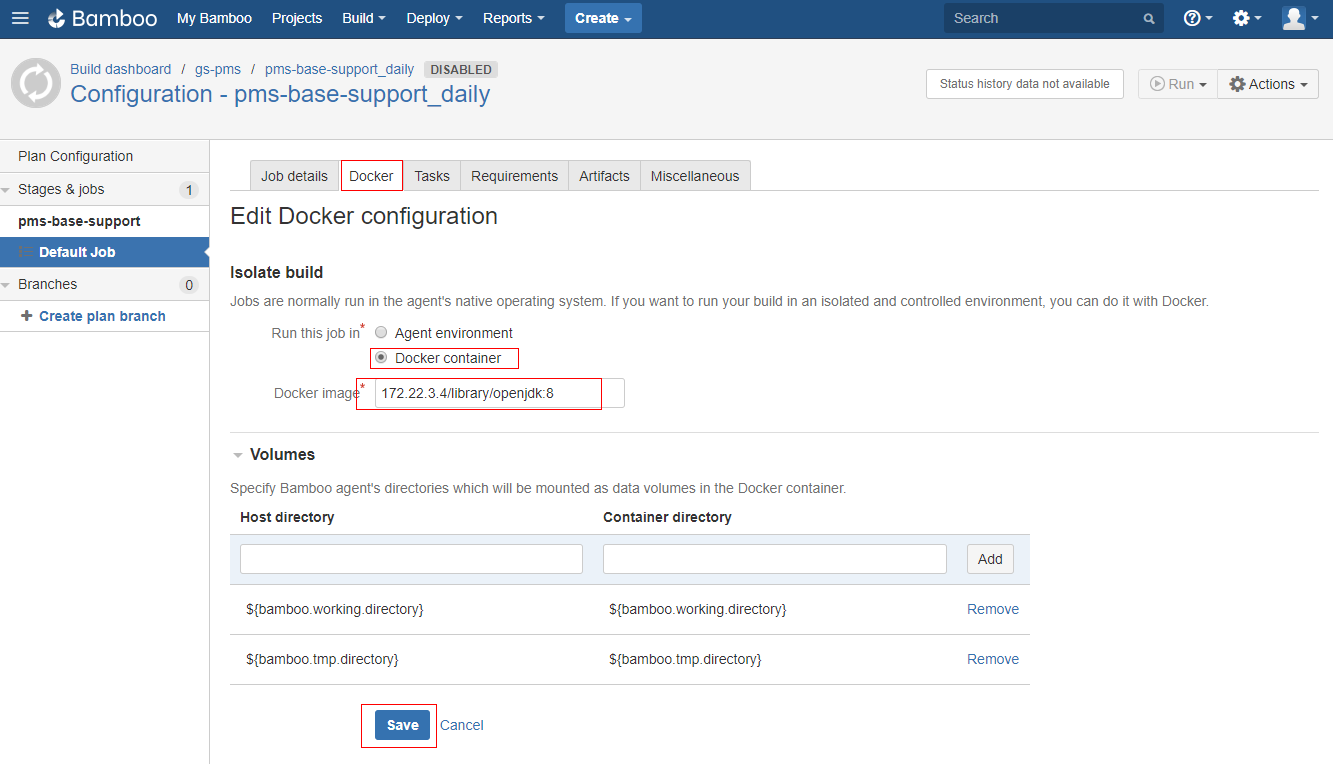 Bamboo My Bamboo Projects Build Deploy Reports Create Search
Build dashboard / gs-pms / pms-base-support_daily DISABLED
Configuration - pms-base-support_daily
Status history data not available Run Actions
Plan Configuration
Stages & jobs 1
pms-base-support
Default Job
Branches 0
Create plan branch
Job details Docker Tasks Requirements Artifacts Miscellaneous
Edit Docker configuration
Isolate build
Jobs are normally run in the agent's native operating system. If you want to run your build in an isolated and controlled environment, you can do it with Docker.
Run this job in* Agent environment
Docker container
Docker image* 172.22.3.4/library/openjdk:8
Volumes
Specify Bamboo agent's directories which will be mounted as data volumes in the Docker container.
Host directory Container directory
Add
${bamboo.working.directory} ${bamboo.working.directory} Remove
${bamboo.tmp.directory} ${bamboo.tmp.directory} Remove
Save Cancel